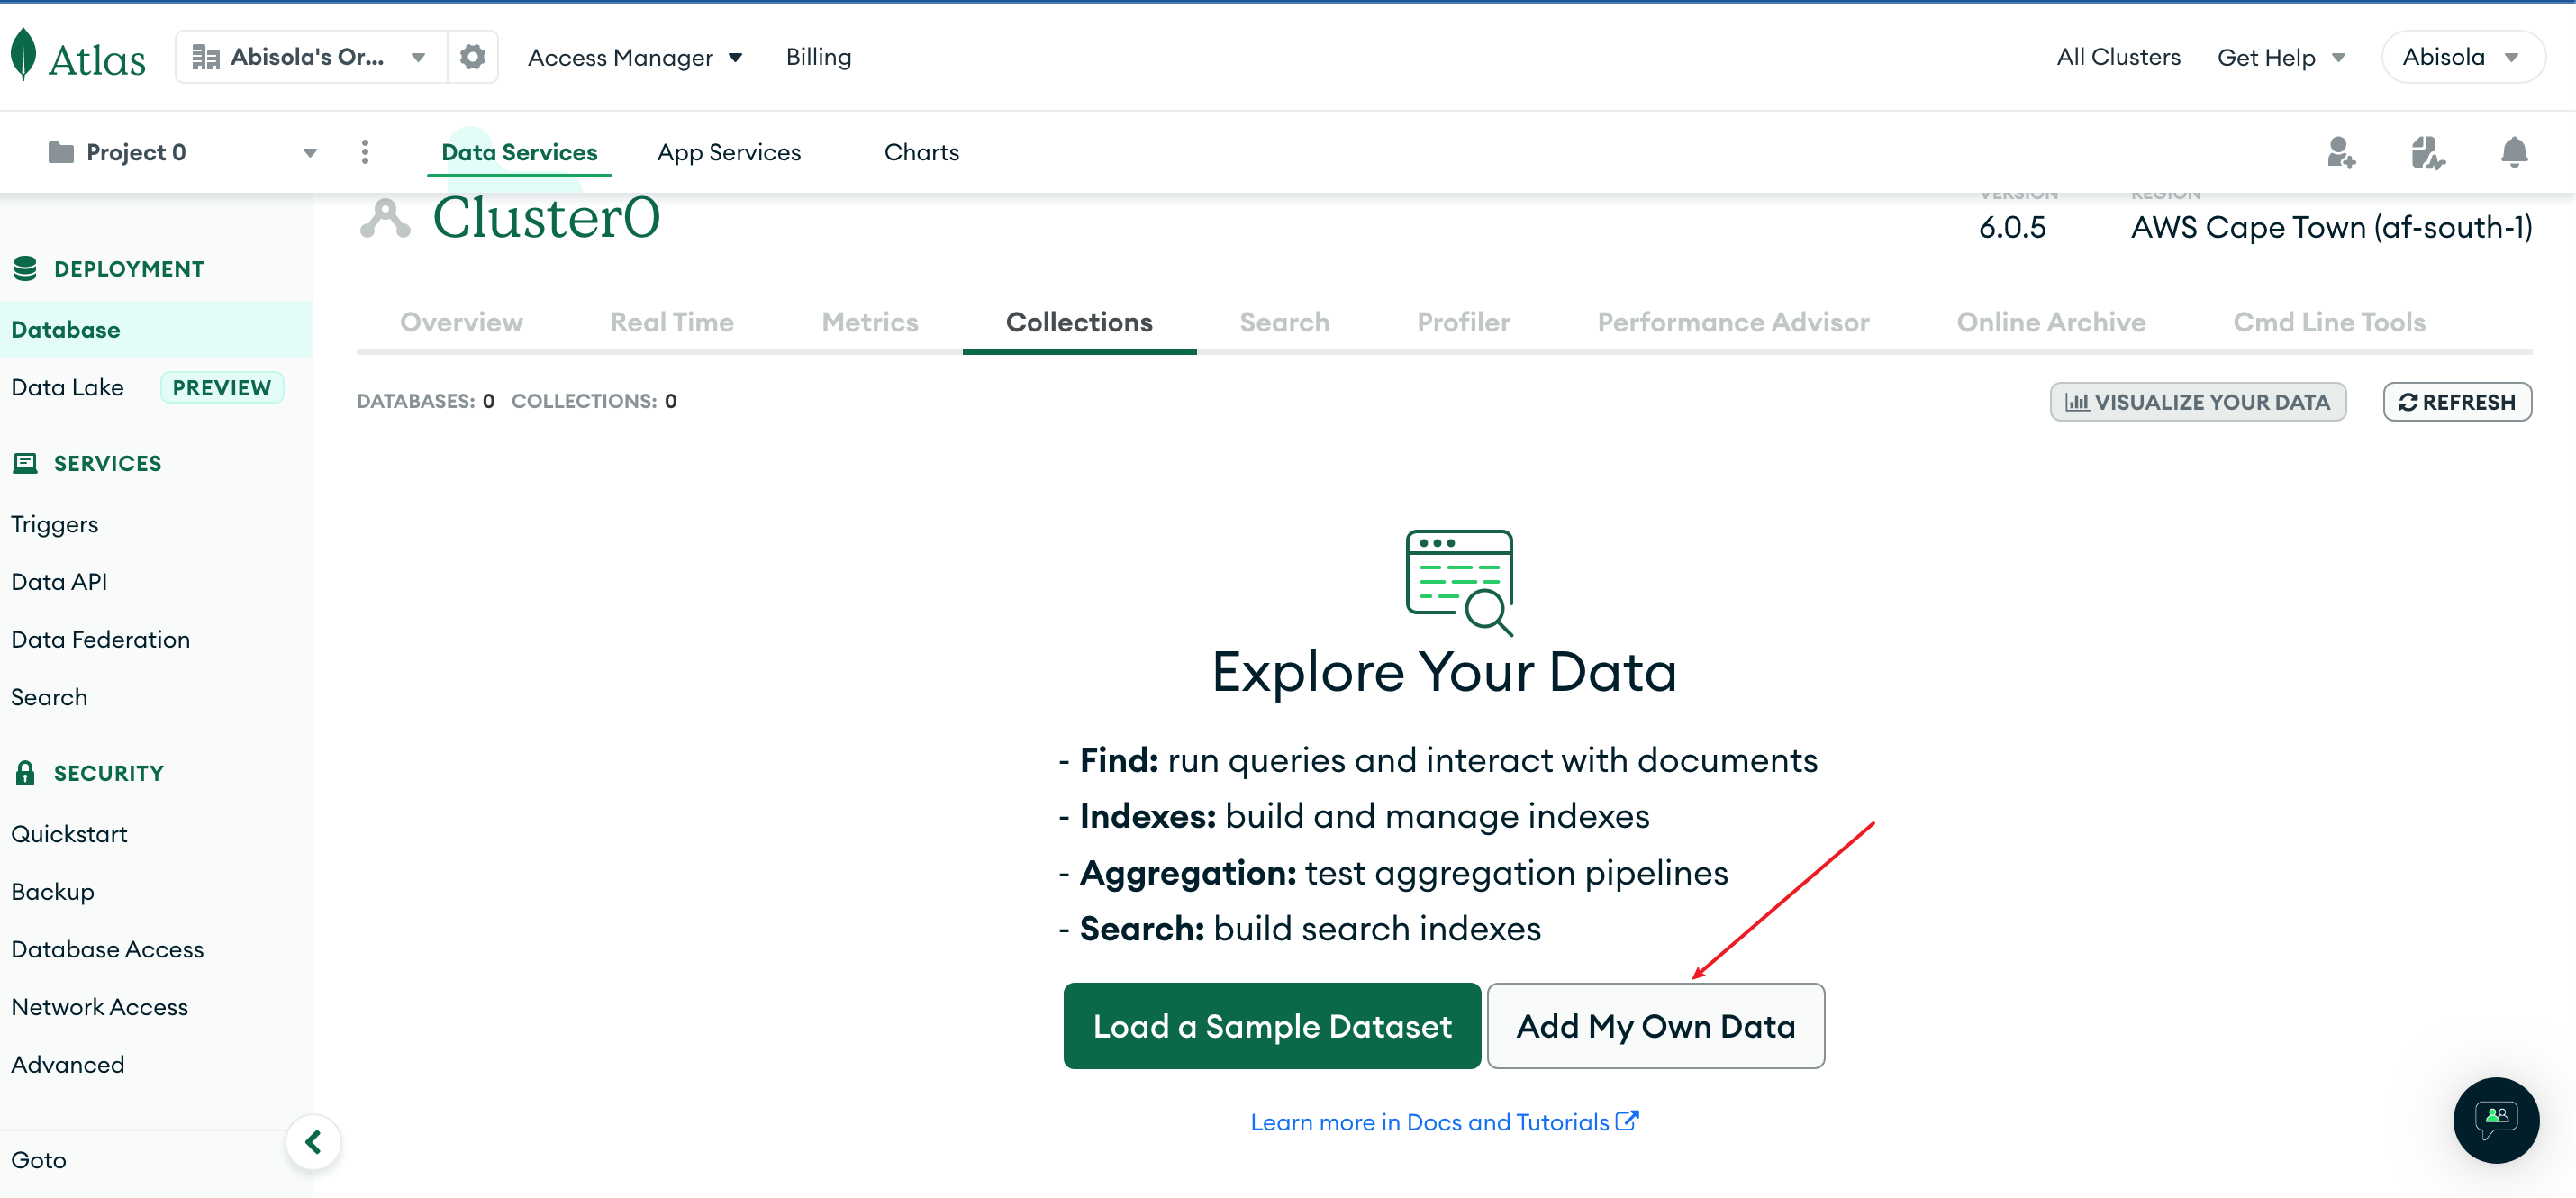 Atlas
Abisola's Or...
Access Manager
Billing
All Clusters
Get Help
Abisola
Project 0
Data Services
App Services
Charts
Cluster0
VERSION
6.0.5
REGION
AWS Cape Town (af-south-1)
DEPLOYMENT
Database
Data Lake PREVIEW
SERVICES
Triggers
Data API
Data Federation
Search
SECURITY
Quickstart
Backup
Database Access
Network Access
Advanced
Goto
Overview
Real Time
Metrics
Collections
Search
Profiler
Performance Advisor
Online Archive
Cmd Line Tools
DATABASES: 0 COLLECTIONS: 0
VISUALIZE YOUR DATA
REFRESH
Explore Your Data
- Find: run queries and interact with documents
- Indexes: build and manage indexes
- Aggregation: test aggregation pipelines
- Search: build search indexes
Load a Sample Dataset
Add My Own Data
Learn more in Docs and Tutorials